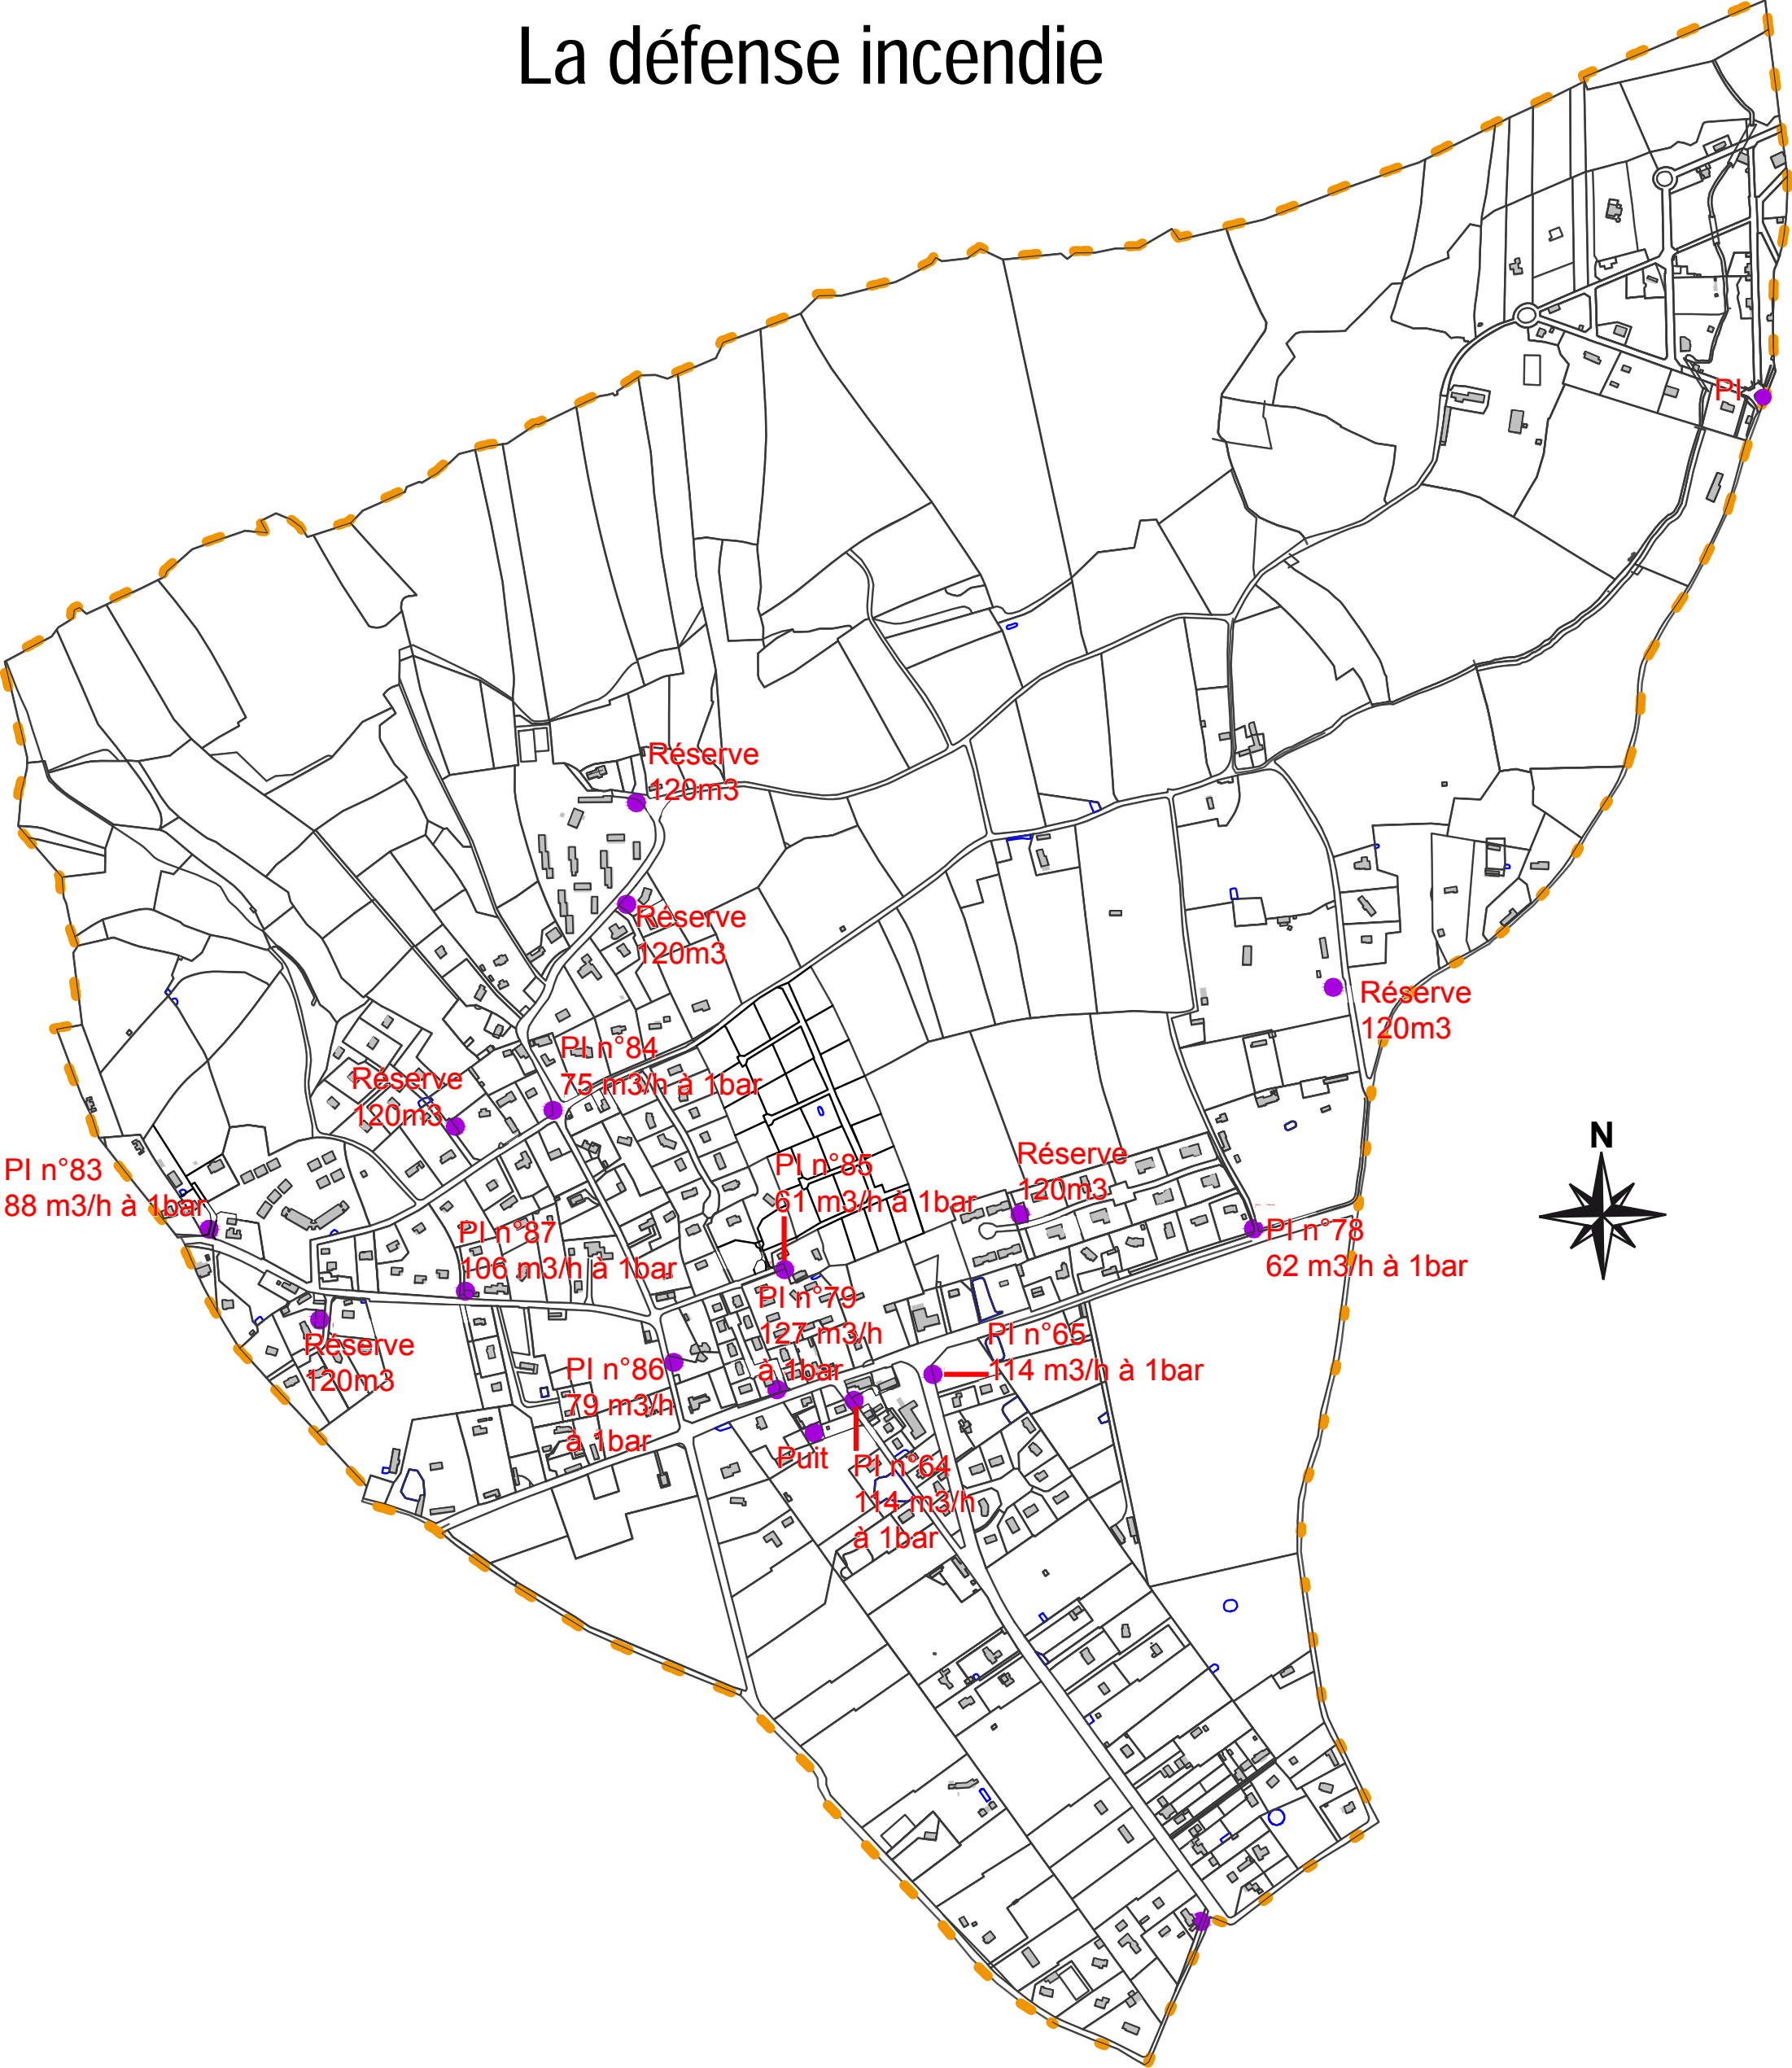 La défense incendie
PI
Réserve
120m3
Réserve
120m3
Réserve
120m3
PI n°84
75 m3/h à 1bar
Réserve
120m3
N
PI n°83
88 m3/h à 1bar
PI n°85
61 m3/h à 1bar
Réserve
120m3
PI n°87
106 m3/h à 1bar
PI n°78
62 m3/h à 1bar
PI n°79
127 m3/h
à 1bar
Réserve
120m3
PI n°86
79 m3/h
à 1bar
PI n°65
114 m3/h à 1bar
Puit
PI n°64
114 m3/h
à 1bar